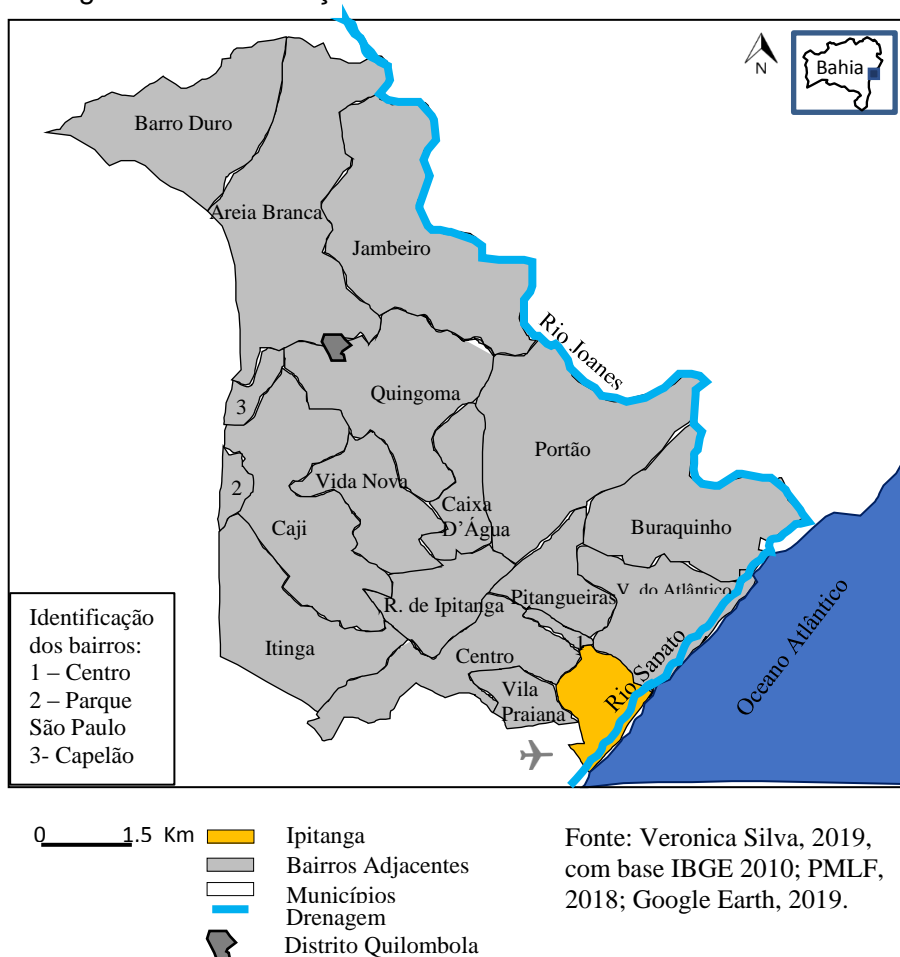 N
Bahia
Barro Duro
Areia Branca
Jambeiro
Rio Joanes
3
Quingoma
Portão
2
Vida Nova
Caixa
D’Água
Caji
Buraquinho
R. de Ipitanga
Pitangueiras
V. do Atlântico
Itinga
1
Centro
Rio Sapato
Vila
Praiana
Oceano Atlântico
Identificação
dos bairros:
1 – Centro
2 – Parque
São Paulo
3- Capelão
0 1.5 Km
Ipitanga
Bairros Adjacentes
Municípios
Drenagem
Distrito Quilombola
Fonte: Veronica Silva, 2019,
com base IBGE 2010; PMLF,
2018; Google Earth, 2019.